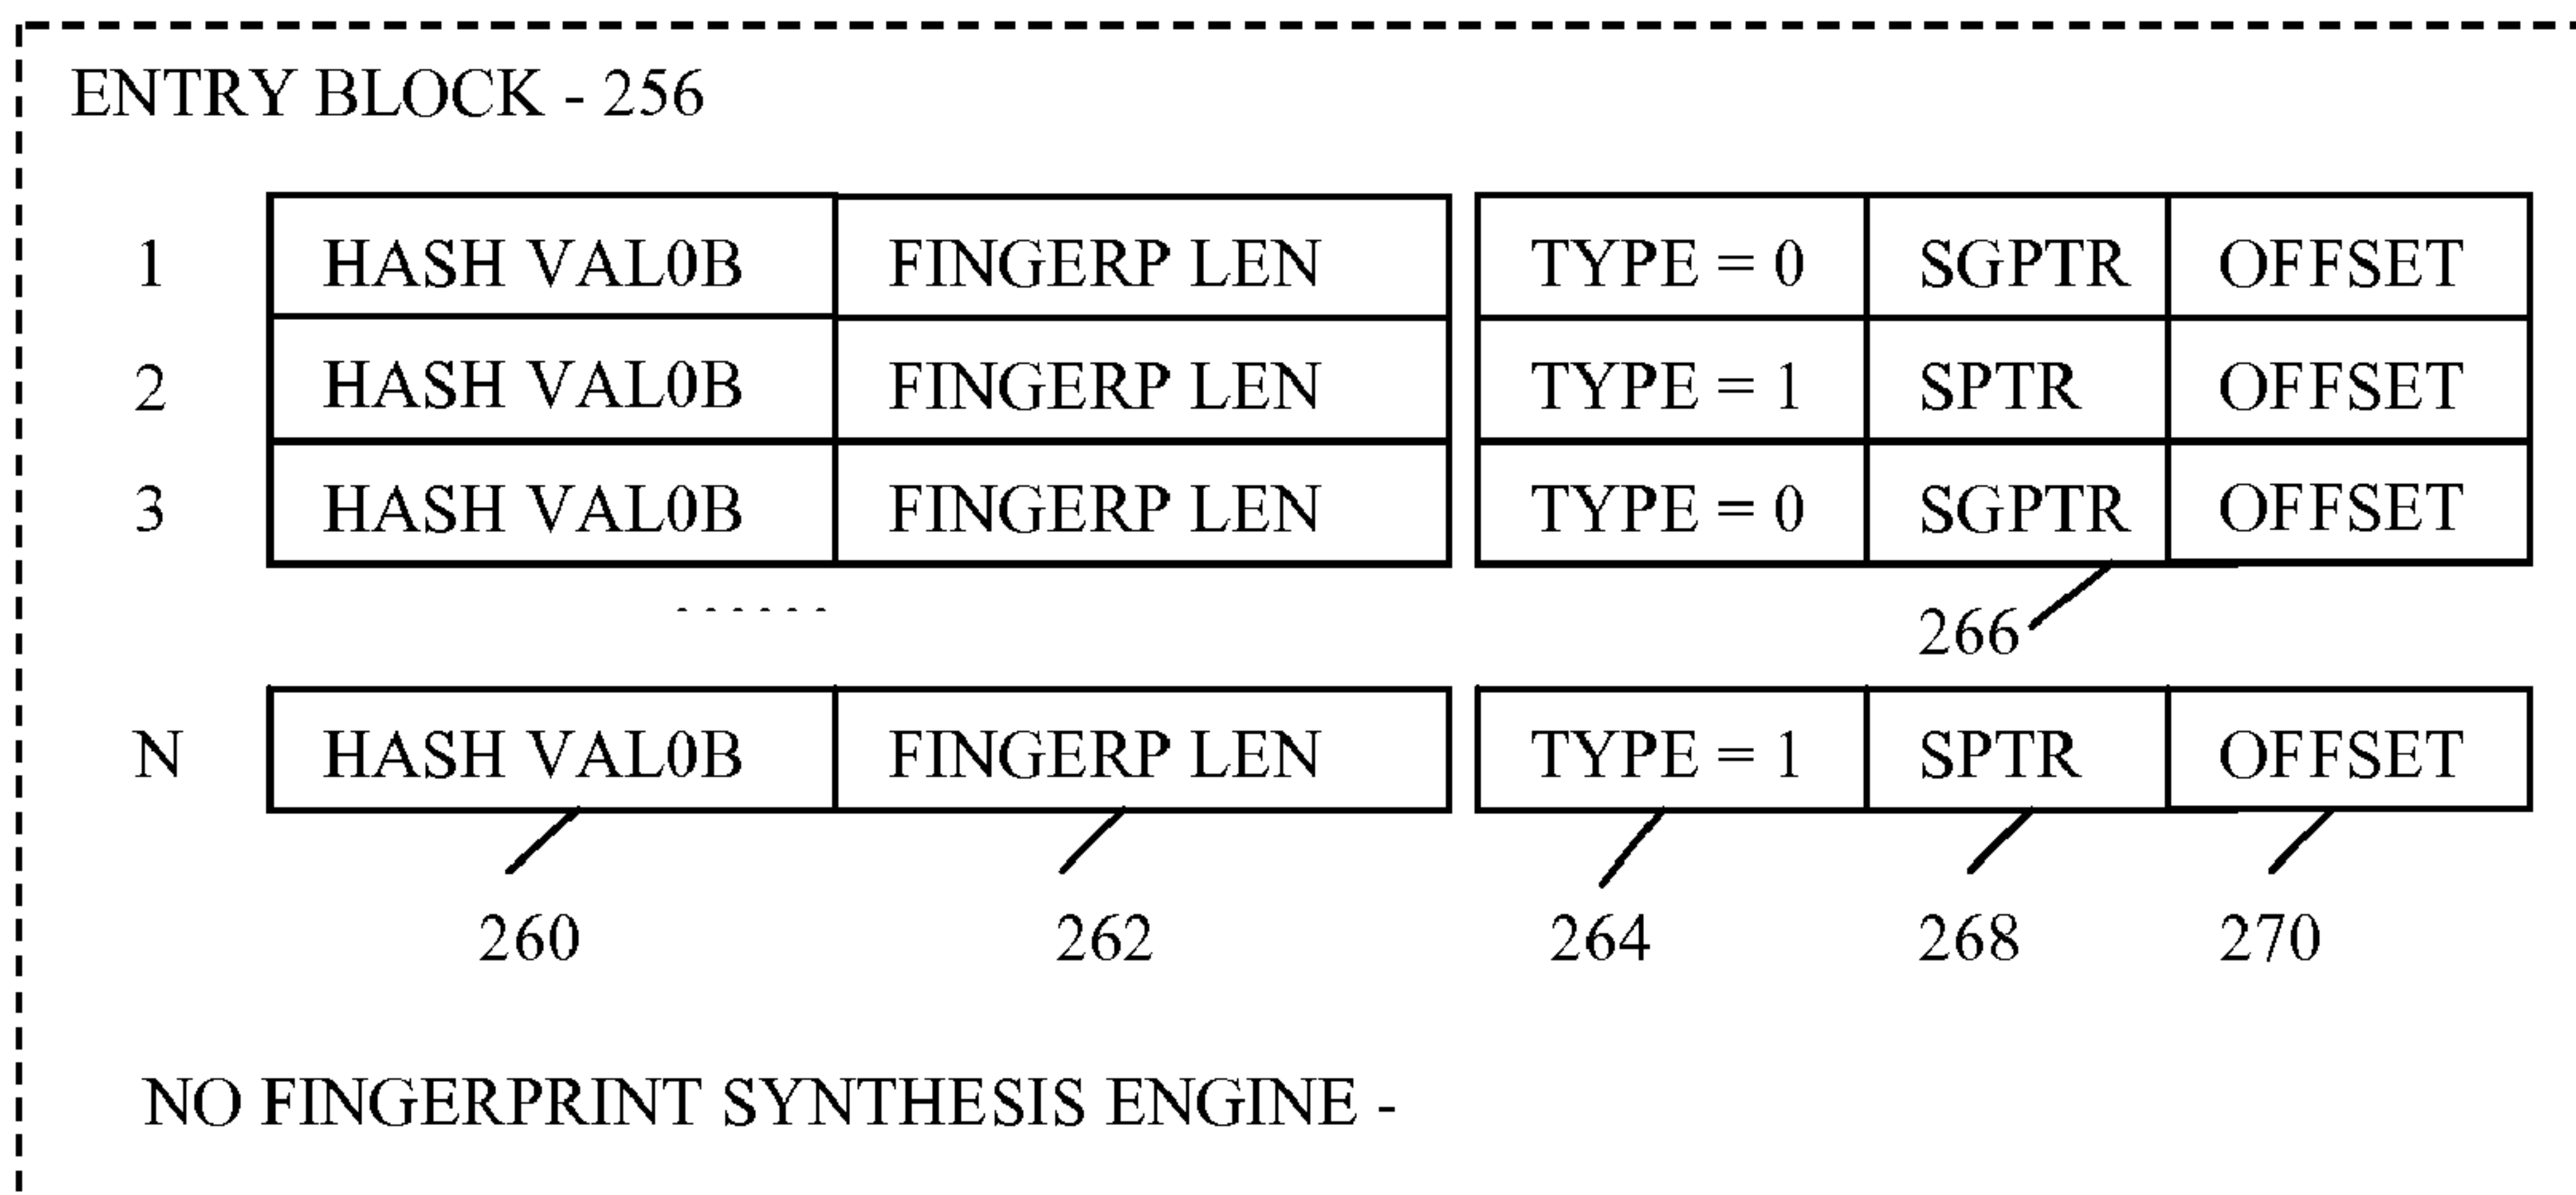 ENTRY BLOCK - 256
1 HASH VAL0B FINGERP LEN TYPE = 0 SGPTR OFFSET
2 HASH VAL0B FINGERP LEN TYPE = 1 SPTR OFFSET
3 HASH VAL0B FINGERP LEN TYPE = 0 SGPTR OFFSET
. . . . . .
266
N HASH VAL0B FINGERP LEN TYPE = 1 SPTR OFFSET
260 262 264 268 270
NO FINGERPRINT SYNTHESIS ENGINE -